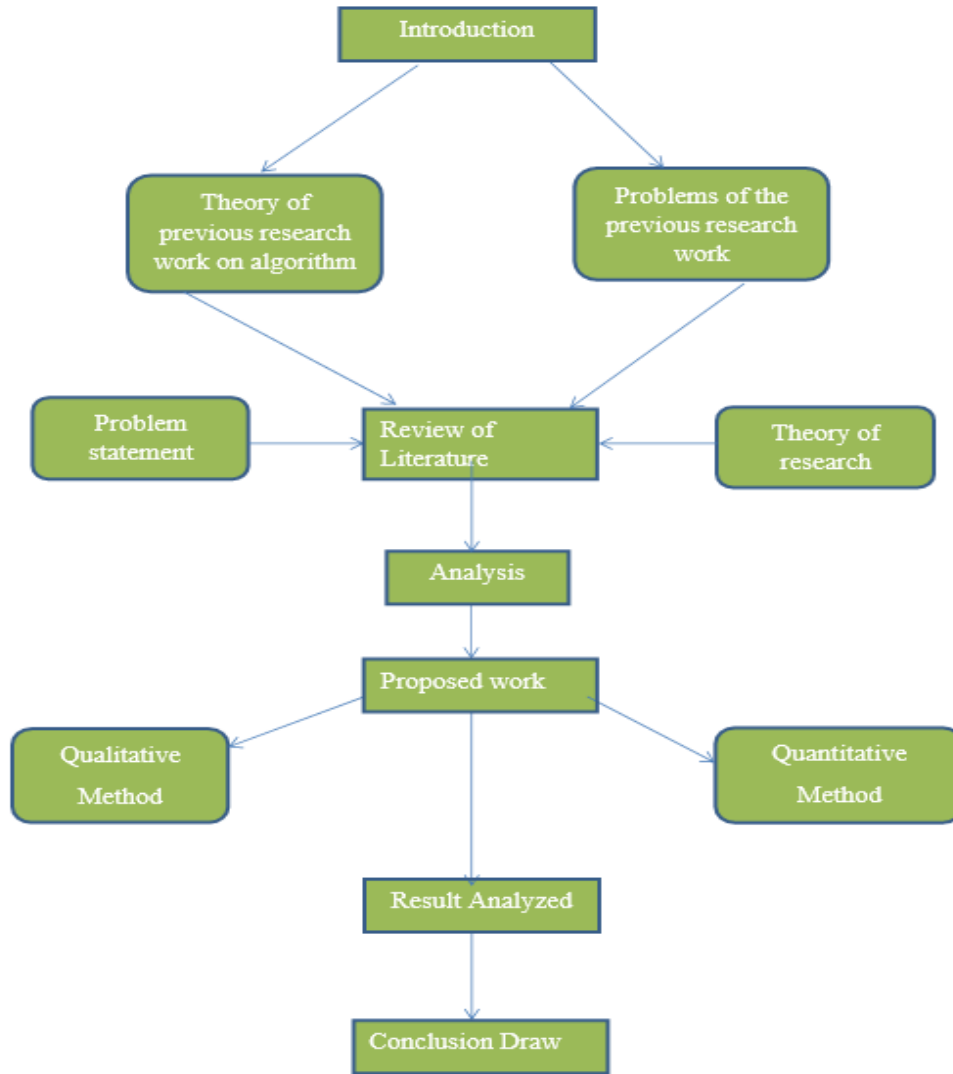 Introduction
Theory of
previous research
work on algorithm
Problems of the
previous research
work
Problem
statement
Review of
Literature
Theory of
research
Analysis
Proposed work
Qualitative
Method
Quantitative
Method
Result Analyzed
Conclusion Draw